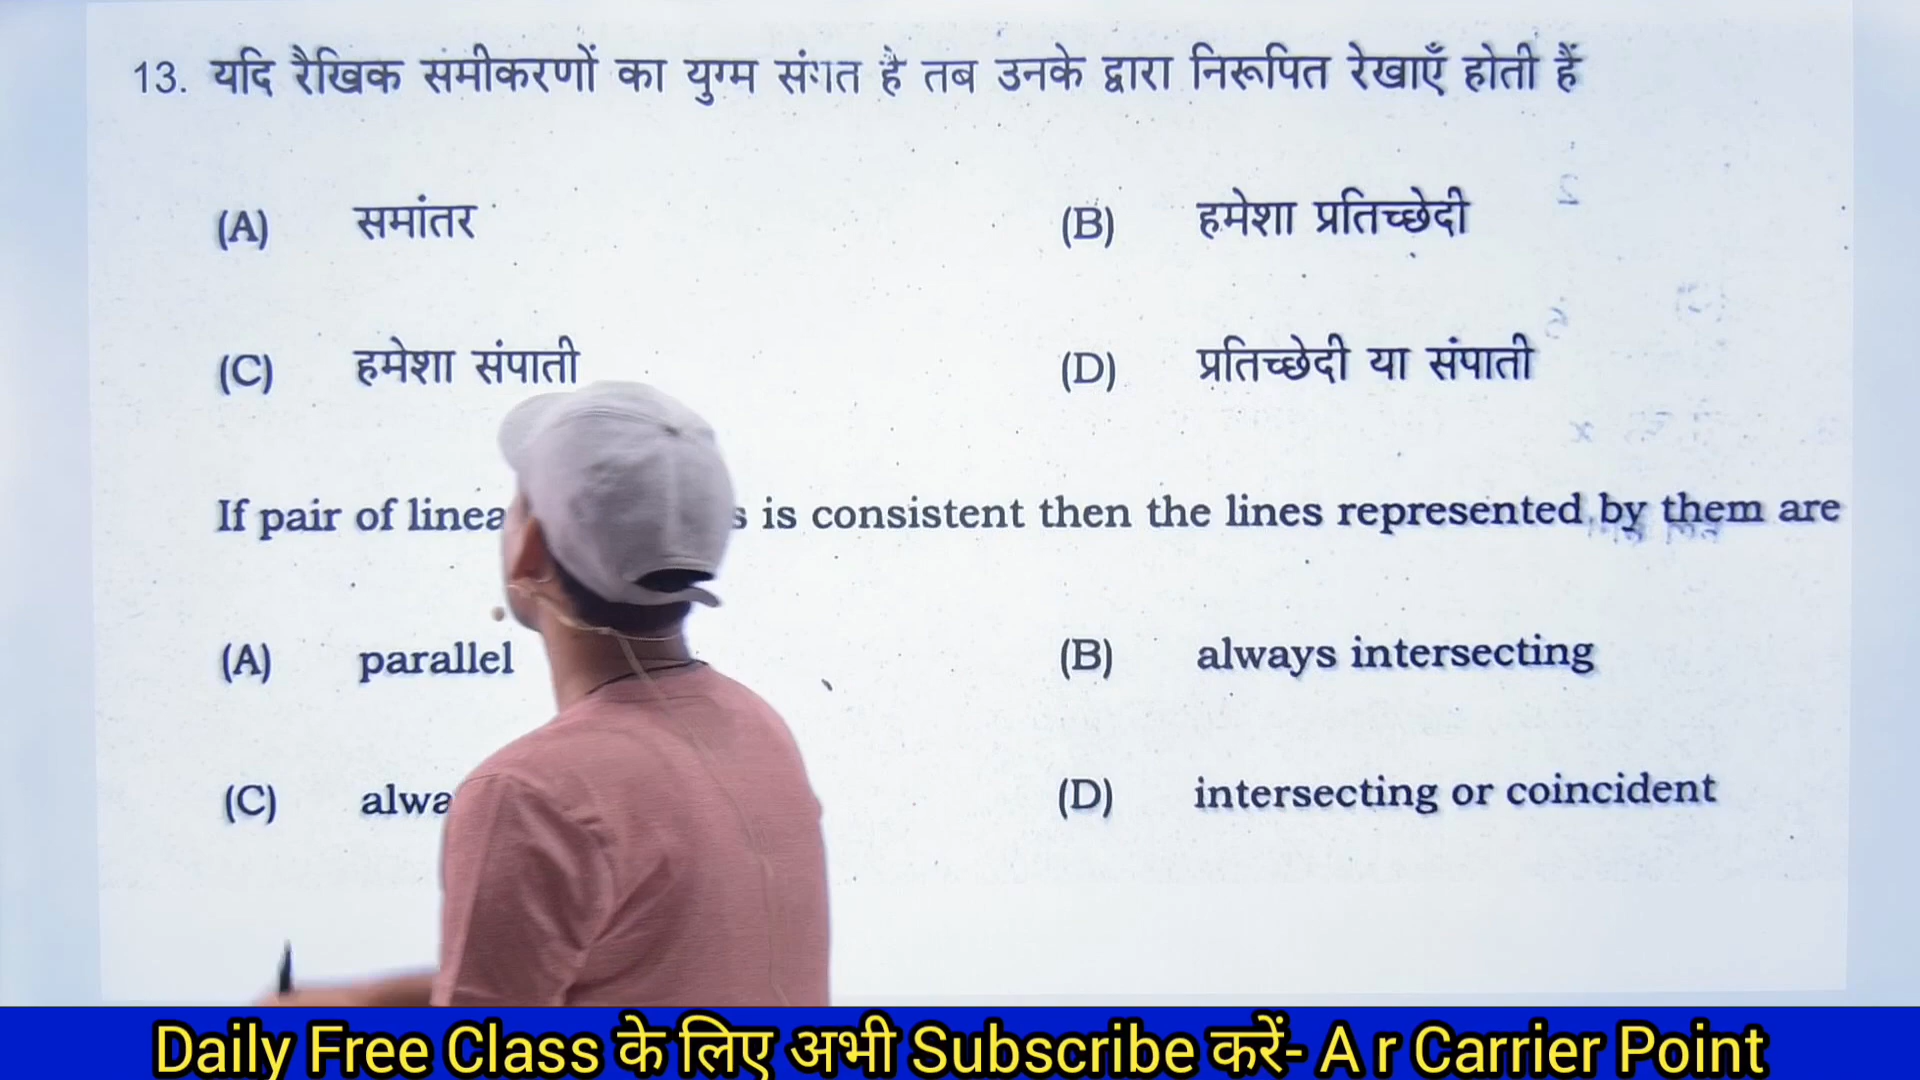 13. यदि रैखिक समीकरणों का युग्म संगत है तब उनके द्वारा निरूपित रेखाएँ होती हैं
(A) समांतर (B) हमेशा प्रतिच्छेदी
(C) हमेशा संपाती (D) प्रतिच्छेदी या संपाती
If pair of is consistent then the lines represented by them are
(A) parallel (B) always intersecting
(C) (D) intersecting or coincident
Daily Free Class के लिए अभी Subscribe करें- A r Carrier Point